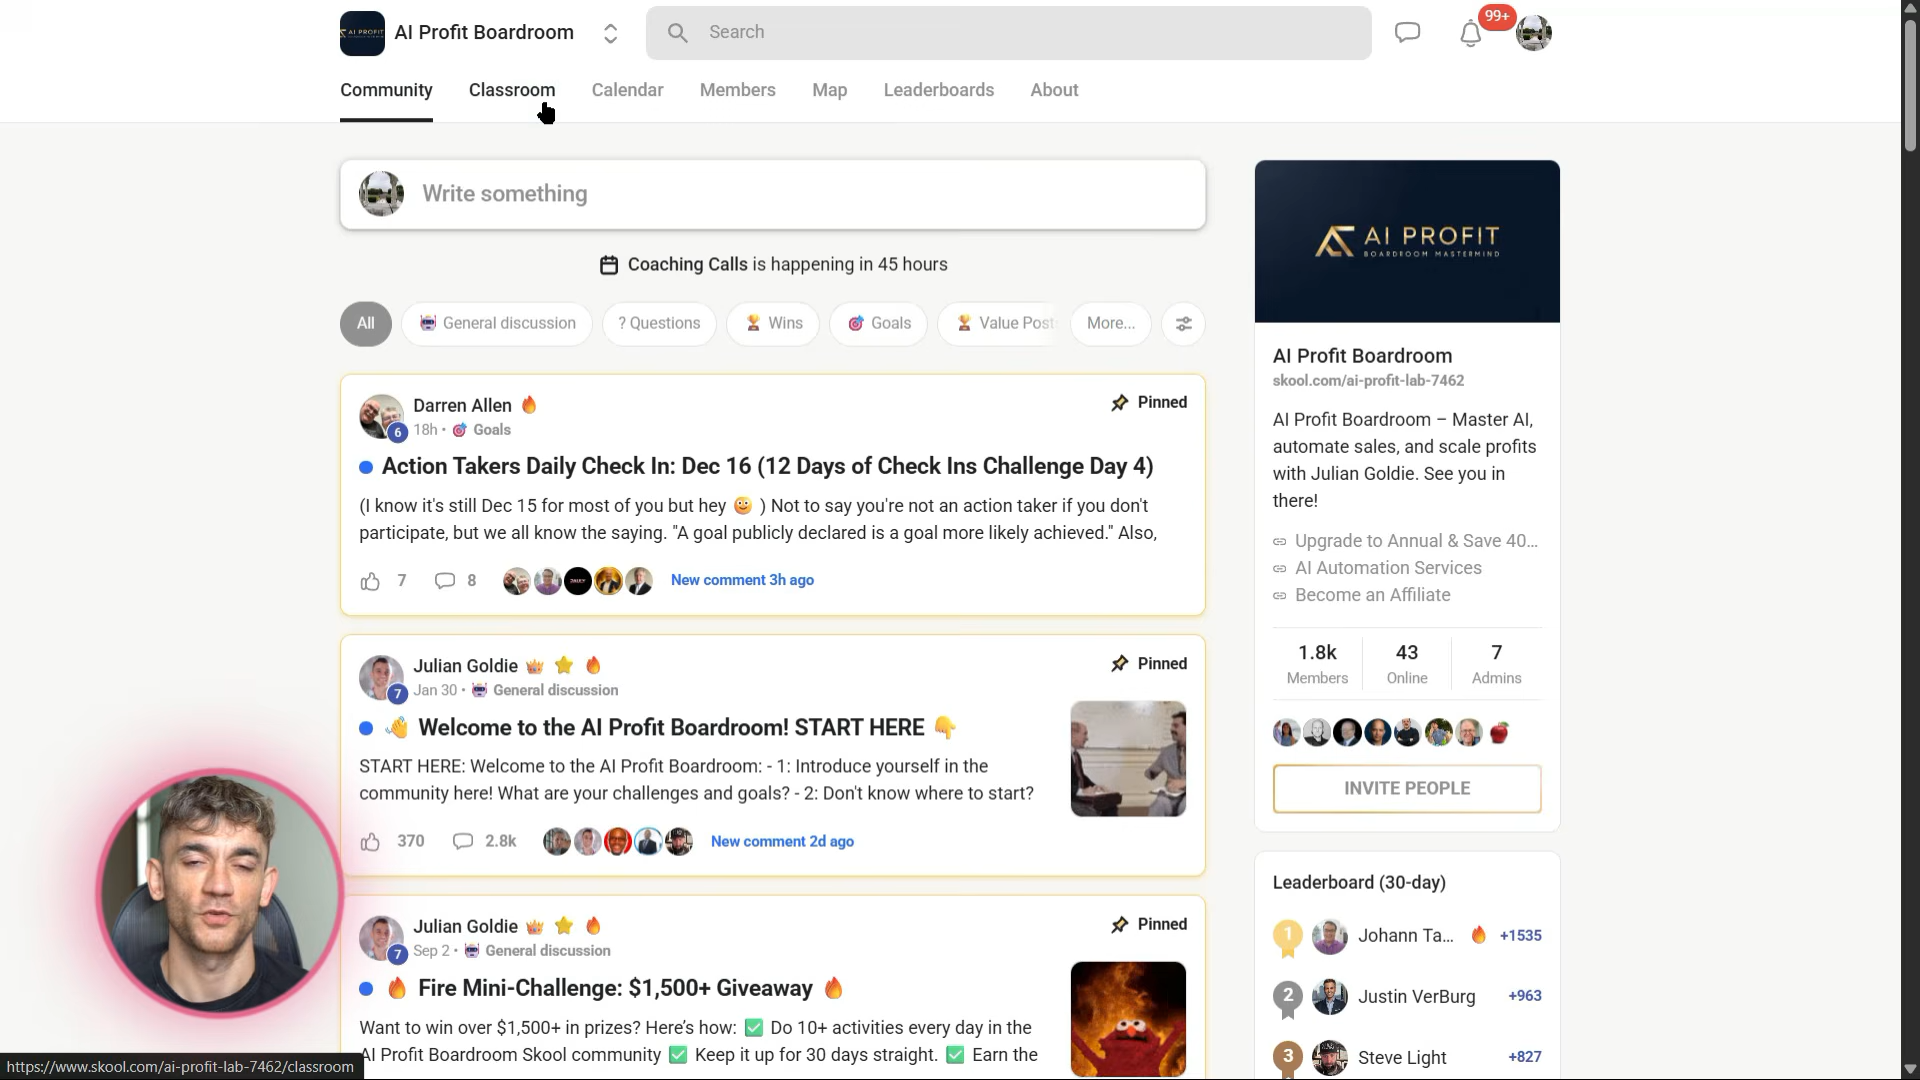 AI PROFIT
AI Profit Boardroom
Search
99+
Community
Classroom
Calendar
Members
Map
Leaderboards
About
Write something
Coaching Calls is happening in 45 hours
All
General discussion
? Questions
Wins
Goals
Value Post
More...
Darren Allen
Pinned
6
18h • Goals
Action Takers Daily Check In: Dec 16 (12 Days of Check Ins Challenge Day 4)
(I know it's still Dec 15 for most of you but hey ) Not to say you're not an action taker if you don't
participate, but we all know the saying. "A goal publicly declared is a goal more likely achieved." Also,
7
8
New comment 3h ago
Julian Goldie
Pinned
7
Jan 30 • General discussion
Welcome to the AI Profit Boardroom! START HERE
START HERE: Welcome to the AI Profit Boardroom: - 1: Introduce yourself in the
community here! What are your challenges and goals? - 2: Don't know where to start?
370
2.8k
New comment 2d ago
Julian Goldie
Pinned
7
Sep 2 • General discussion
Fire Mini-Challenge: $1,500+ Giveaway
Want to win over $1,500+ in prizes? Here's how: ✅ Do 10+ activities every day in the
AI Profit Boardroom Skool community ✅ Keep it up for 30 days straight. ✅ Earn the
AI PROFIT
BOARDROOM MASTERMIND
AI Profit Boardroom
skool.com/ai-profit-lab-7462
AI Profit Boardroom – Master AI,
automate sales, and scale profits
with Julian Goldie. See you in
there!
Upgrade to Annual & Save 40...
AI Automation Services
Become an Affiliate
1.8k
Members
43
Online
7
Admins
INVITE PEOPLE
Leaderboard (30-day)
1
Johann Ta...
+1535
2
Justin VerBurg
+963
3
Steve Light
+827
https://www.skool.com/ai-profit-lab-7462/classroom